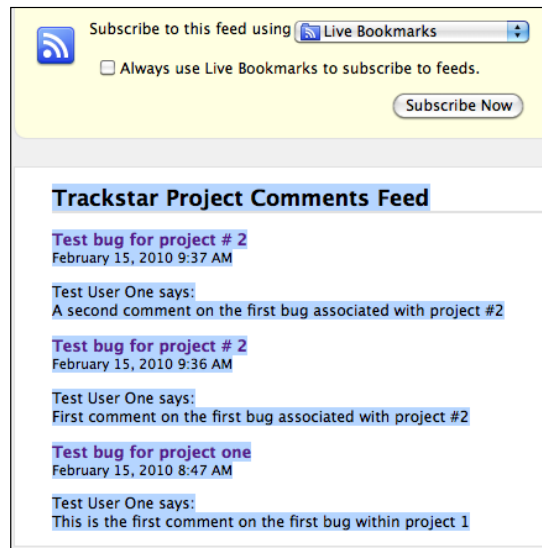 Subscribe to this feed using Live Bookmarks
Always use Live Bookmarks to subscribe to feeds.
Subscribe Now
Trackstar Project Comments Feed
Test bug for project # 2
February 15, 2010 9:37 AM
Test User One says:
A second comment on the first bug associated with project #2
Test bug for project # 2
February 15, 2010 9:36 AM
Test User One says:
First comment on the first bug associated with project #2
Test bug for project one
February 15, 2010 8:47 AM
Test User One says:
This is the first comment on the first bug within project 1